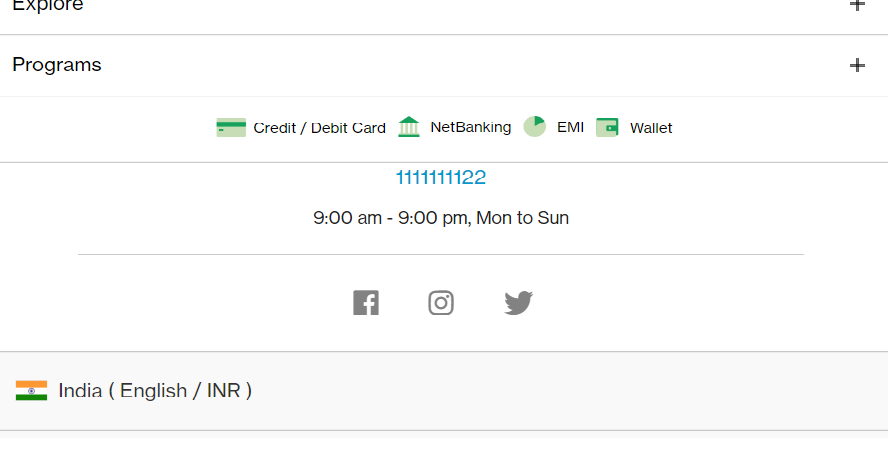 Explore
Programs
Credit / Debit Card NetBanking EMI Wallet
1111111122
9:00 am - 9:00 pm, Mon to Sun
India ( English / INR )